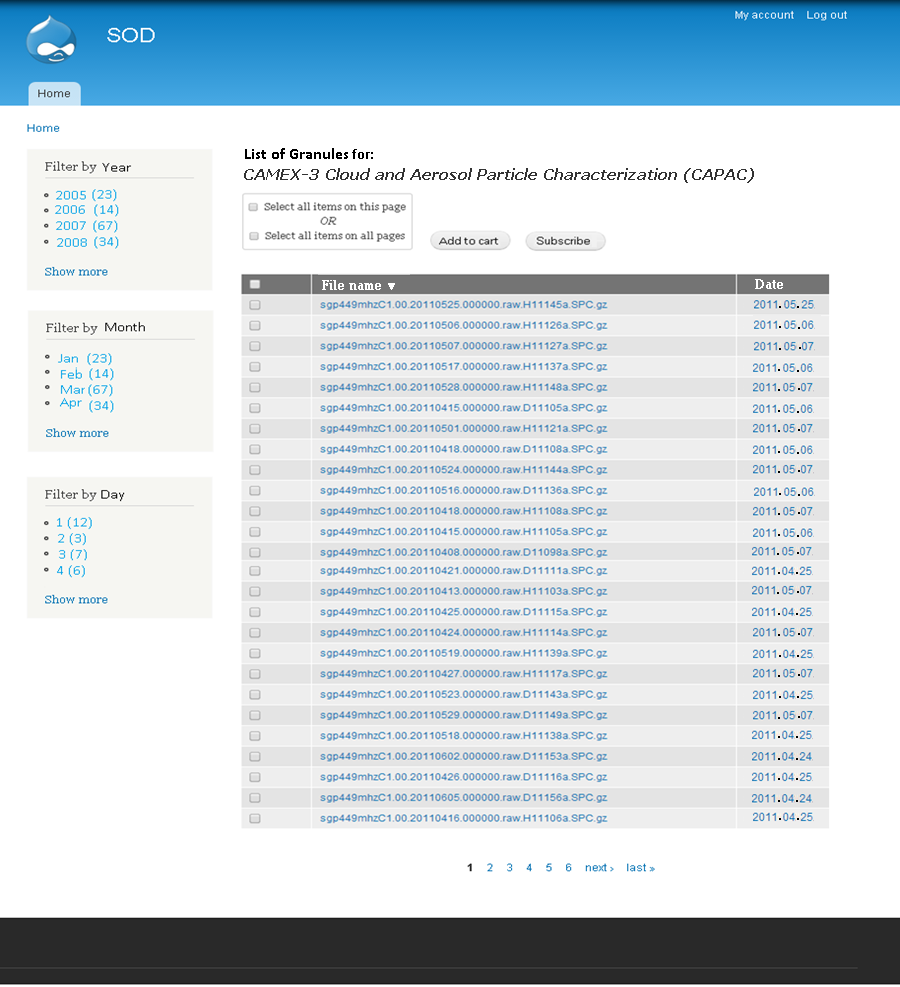 My account Log out
SOD
Home
Home
Filter by Year
2005 (23)
2006 (14)
2007 (67)
2008 (34)
Show more
Filter by Month
Jan (23)
Feb (14)
Mar (67)
Apr (34)
Show more
Filter by Day
1 (12)
2 (3)
3 (7)
4 (6)
Show more
List of Granules for:
CAMEX-3 Cloud and Aerosol Particle Characterization (CAPAC)
Select all items on this page
OR
Select all items on all pages
Add to cart Subscribe
File name ▼ Date
sgp449mhzC1.00.20110525.000000.raw.H11145a.SPC.gz 2011.05.25
sgp449mhzC1.00.20110506.000000.raw.H11126a.SPC.gz 2011.05.06
sgp449mhzC1.00.20110507.000000.raw.H11127a.SPC.gz 2011.05.07
sgp449mhzC1.00.20110517.000000.raw.H11137a.SPC.gz 2011.05.06
sgp449mhzC1.00.20110528.000000.raw.H11148a.SPC.gz 2011.05.07
sgp449mhzC1.00.20110415.000000.raw.D11105a.SPC.gz 2011.05.06
sgp449mhzC1.00.20110501.000000.raw.H11121a.SPC.gz 2011.05.07
sgp449mhzC1.00.20110418.000000.raw.D11108a.SPC.gz 2011.05.06
sgp449mhzC1.00.20110524.000000.raw.H11144a.SPC.gz 2011.05.07
sgp449mhzC1.00.20110516.000000.raw.D11136a.SPC.gz 2011.05.06
sgp449mhzC1.00.20110418.000000.raw.H11108a.SPC.gz 2011.05.07
sgp449mhzC1.00.20110415.000000.raw.H11105a.SPC.gz 2011.05.06
sgp449mhzC1.00.20110408.000000.raw.D11098a.SPC.gz 2011.05.07
sgp449mhzC1.00.20110421.000000.raw.D11111a.SPC.gz 2011.04.25
sgp449mhzC1.00.20110413.000000.raw.H11103a.SPC.gz 2011.05.07
sgp449mhzC1.00.20110425.000000.raw.D11115a.SPC.gz 2011.04.25
sgp449mhzC1.00.20110424.000000.raw.H11114a.SPC.gz 2011.05.07
sgp449mhzC1.00.20110519.000000.raw.H11139a.SPC.gz 2011.04.25
sgp449mhzC1.00.20110427.000000.raw.H11117a.SPC.gz 2011.05.07
sgp449mhzC1.00.20110523.000000.raw.D11143a.SPC.gz 2011.04.25
sgp449mhzC1.00.20110529.000000.raw.D11149a.SPC.gz 2011.05.07
sgp449mhzC1.00.20110518.000000.raw.H11138a.SPC.gz 2011.04.25
sgp449mhzC1.00.20110602.000000.raw.D11153a.SPC.gz 2011.04.24
sgp449mhzC1.00.20110426.000000.raw.D11116a.SPC.gz 2011.04.25
sgp449mhzC1.00.20110605.000000.raw.D11156a.SPC.gz 2011.04.24
sgp449mhzC1.00.20110416.000000.raw.H11106a.SPC.gz 2011.04.25
1 2 3 4 5 6 next › last »